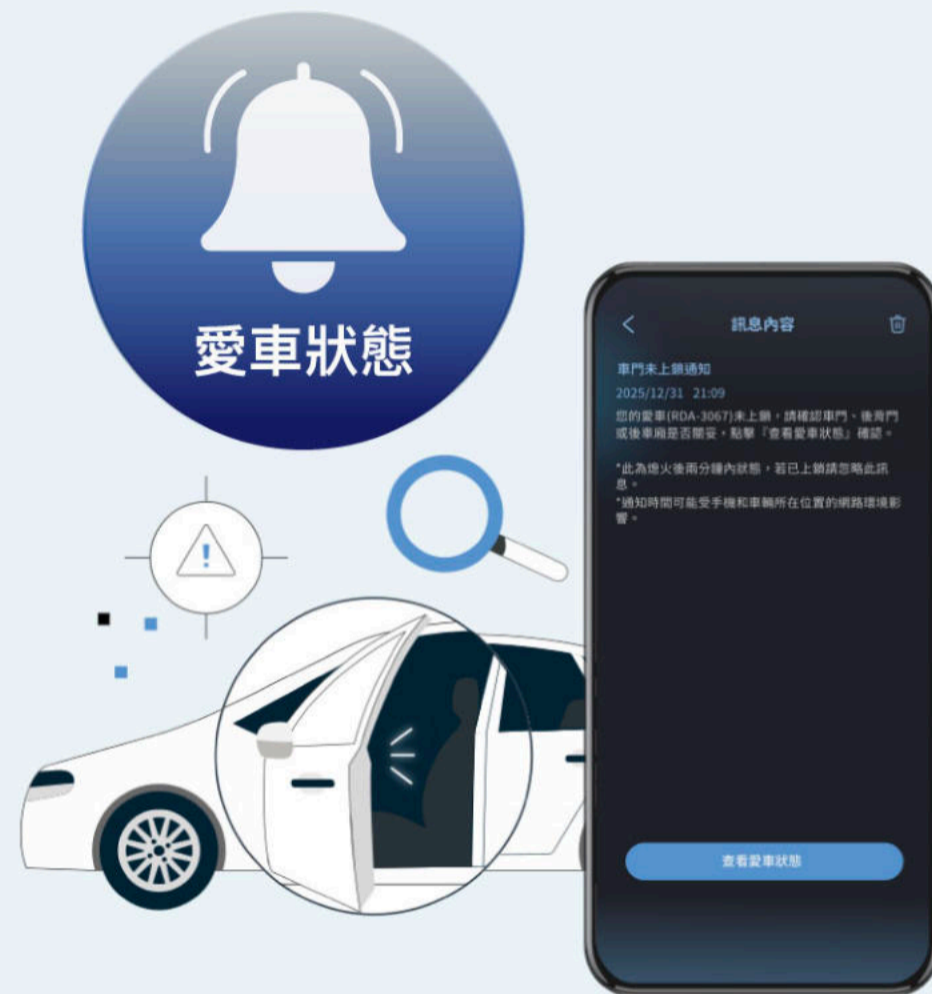 愛車狀態
訊息內容
車門未上鎖通知
2025/12/31 21:09
您的愛車(RDA-3067)未上鎖，請確認車門、後背門
或後車廂是否關妥，點擊『查看愛車狀態』確認。
*此為熄火後兩分鐘內狀態，若已上鎖請忽略此訊
息。
*通知時間可能受手機和車輛所在位置的網路環境影
響。
查看愛車狀態